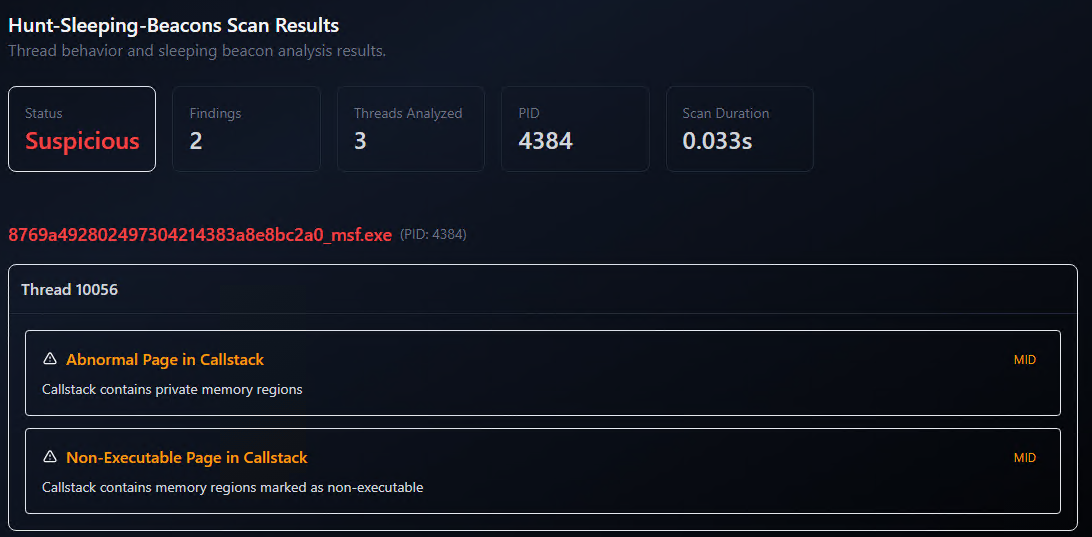 Hunt-Sleeping-Beacons Scan Results
Thread behavior and sleeping beacon analysis results.
Status
Suspicious
Findings
2
Threads Analyzed
3
PID
4384
Scan Duration
0.033s
8769a492802497304214383a8e8bc2a0_msf.exe (PID: 4384)
Thread 10056
Abnormal Page in Callstack MID
Callstack contains private memory regions
Non-Executable Page in Callstack MID
Callstack contains memory regions marked as non-executable